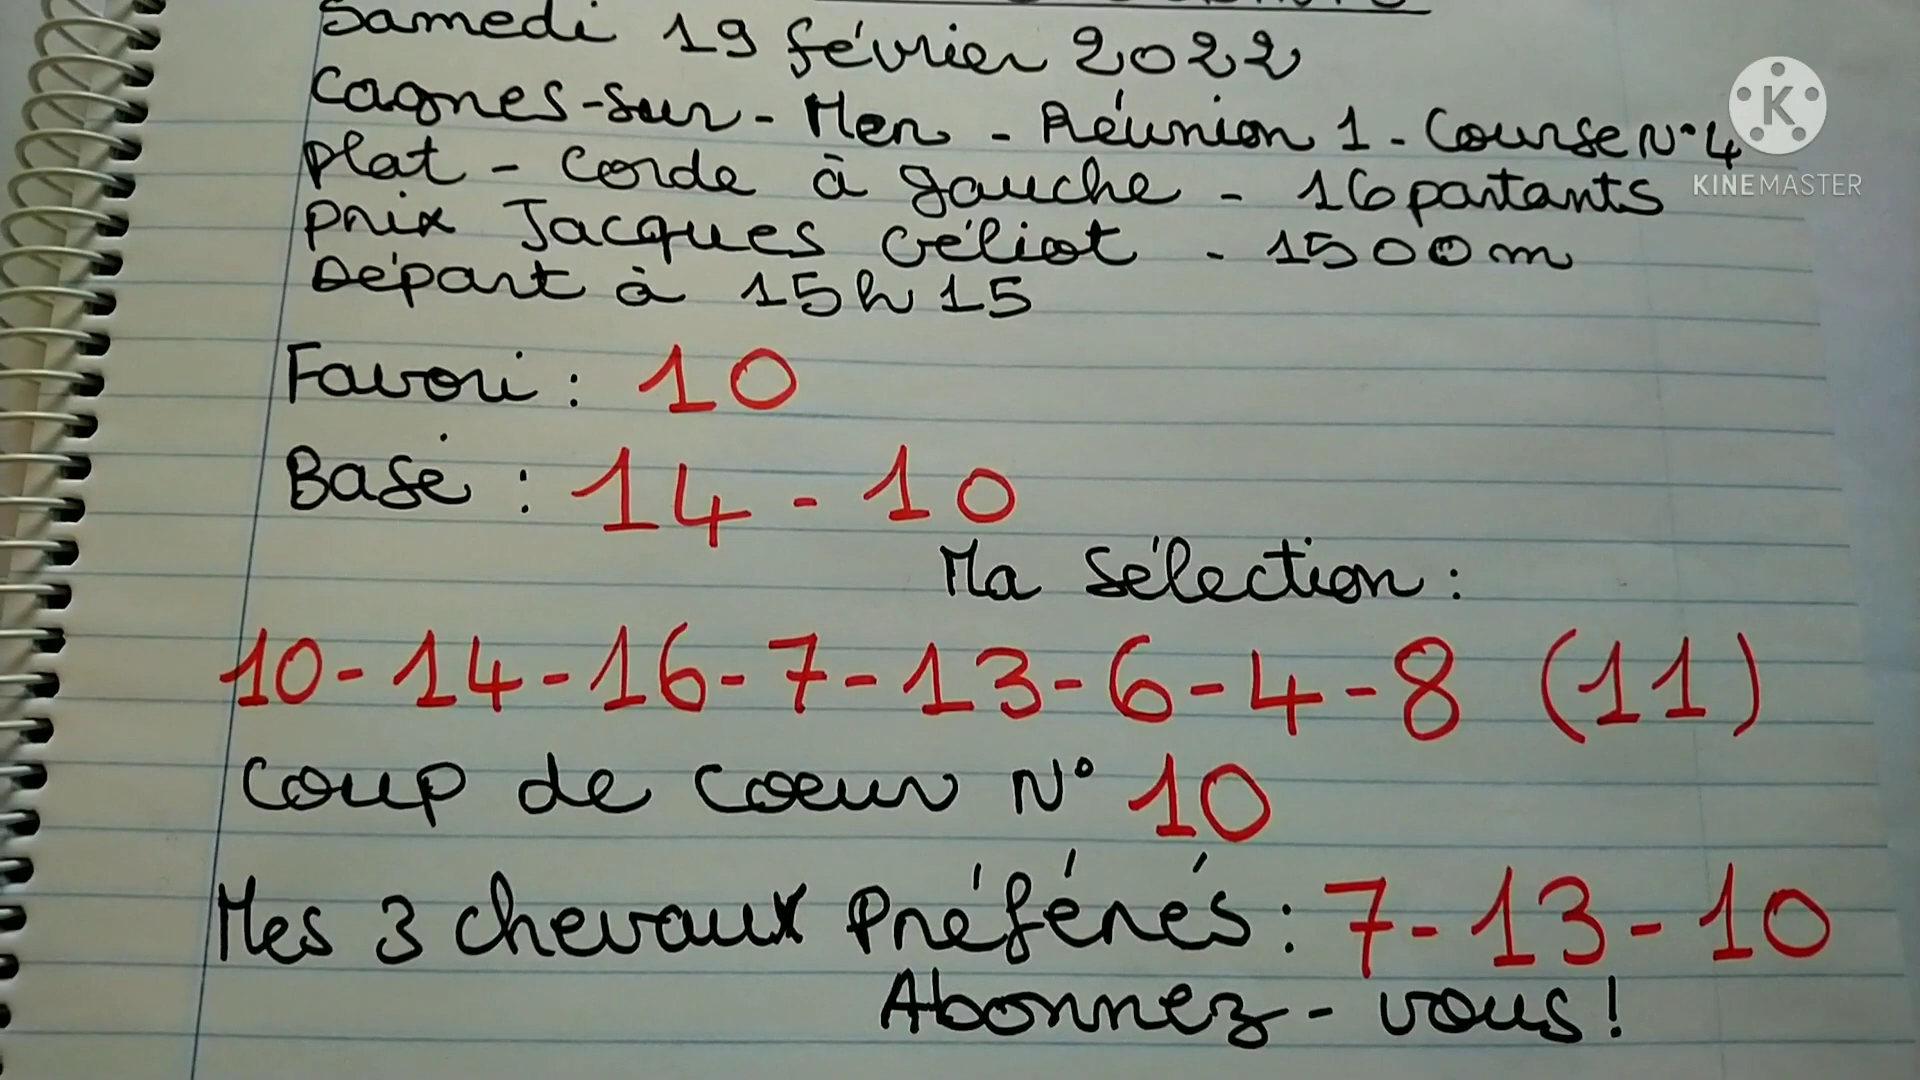 Samedi 19 février 2022
Cagnes-sur-Mer - Réunion 1 - Course N°4
plat - corde à gauche - 16 partants
prix Jacques Géliot - 1500m
Départ à 15h15
Favori : 10
Base : 14 - 10
Ma Sélection :
10 - 14 - 16 - 7 - 13 - 6 - 4 - 8 (11)
Coup de coeur N° 10
Mes 3 chevaux Préférés : 7 - 13 - 10
Abonnez-vous !
K
KINEMASTER